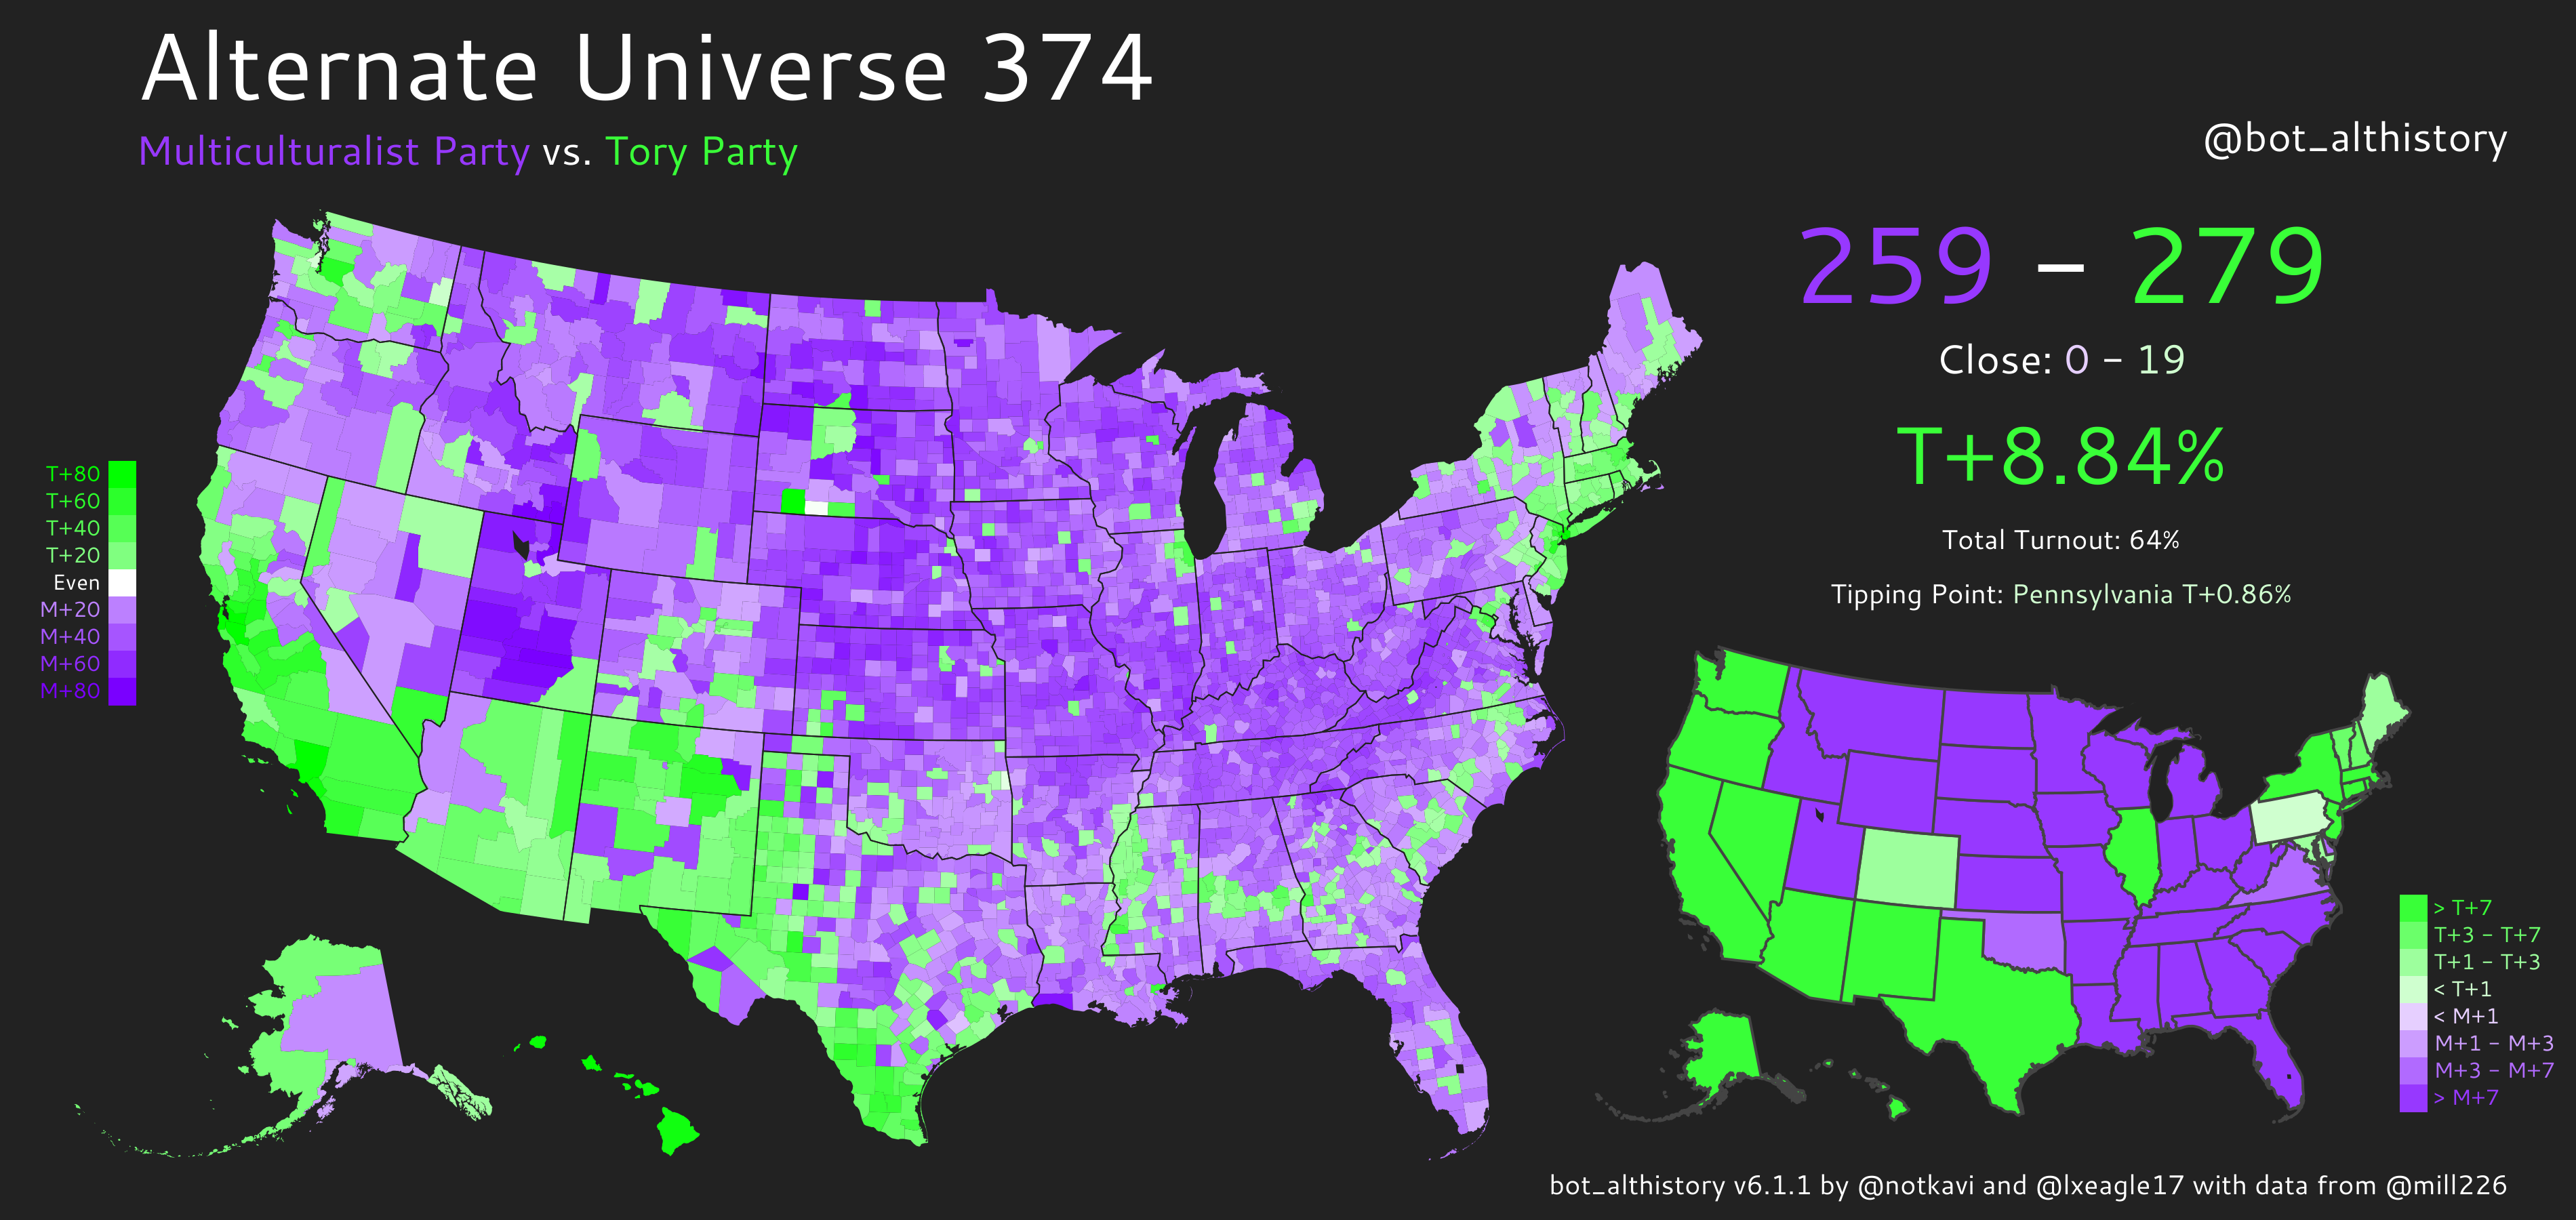 Alternate Universe 374
Multiculturalist Party vs. Tory Party
@bot_althistory
259 – 279
Close: 0 – 19
T+8.84%
Total Turnout: 64%
Tipping Point: Pennsylvania T+0.86%
T+80
T+60
T+40
T+20
Even
M+20
M+40
M+60
M+80
> T+7
T+3 – T+7
T+1 – T+3
< T+1
< M+1
M+1 – M+3
M+3 – M+7
> M+7
bot_althistory v6.1.1 by @notkavi and @lxeagle17 with data from @mill226